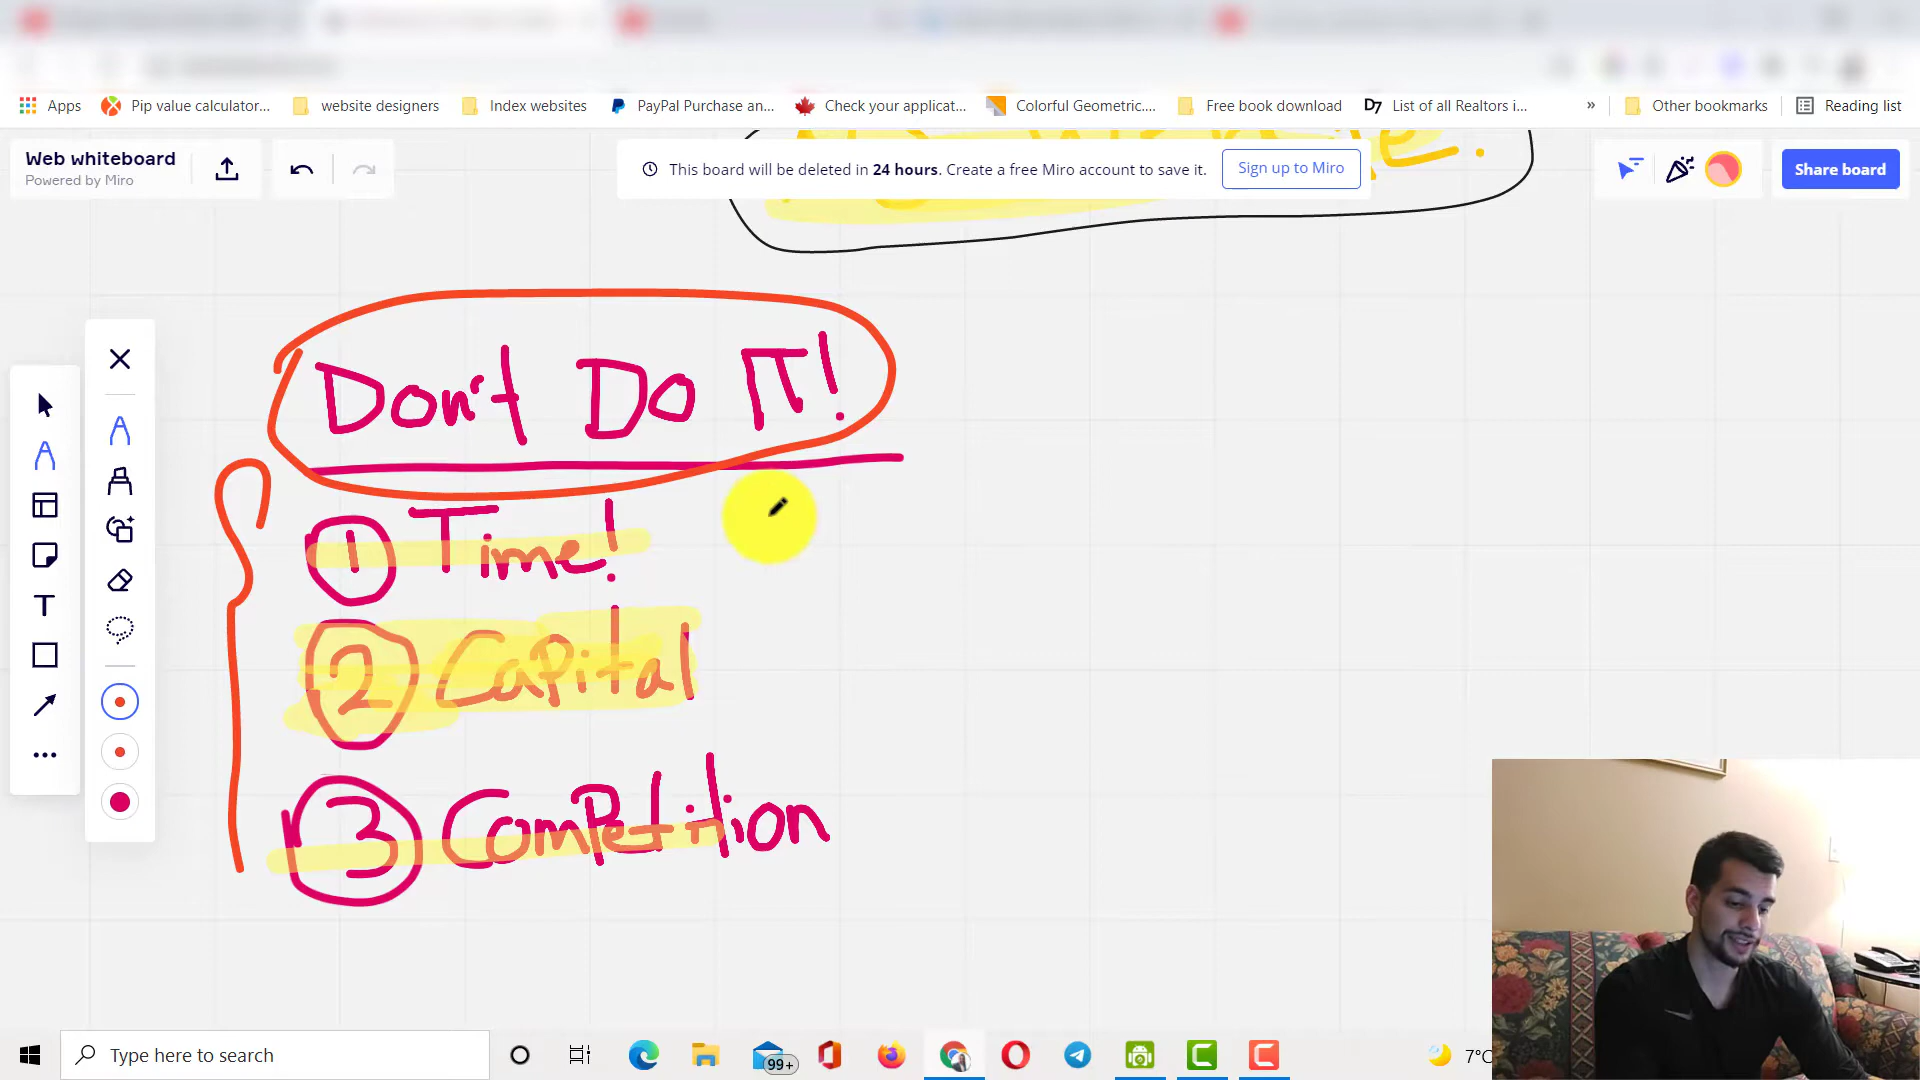 Apps
Pip value calculator...
website designers
Index websites
PayPal Purchase an...
Check your applicat...
Colorful Geometric....
Free book download
D7 List of all Realtors i...
»
Other bookmarks
Reading list
Web whiteboard
Powered by Miro
This board will be deleted in 24 hours. Create a free Miro account to save it.
Sign up to Miro
Share board
Don't Do IT!
1 Time!
2 Capital
3 Competition
T
Type here to search
99+
7°C